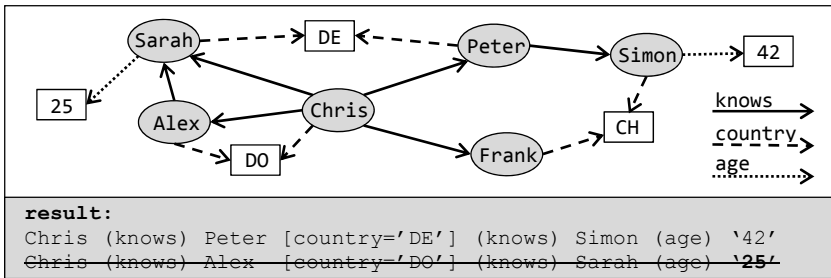 Sarah
DE
Peter
Simon
42
25
Alex
Chris
DO
Frank
CH
knows
country
age
result:
Chris (knows) Peter [country=’DE’] (knows) Simon (age) ‘42’
Chris (knows) Alex [country=’DO’] (knows) Sarah (age) ‘25’